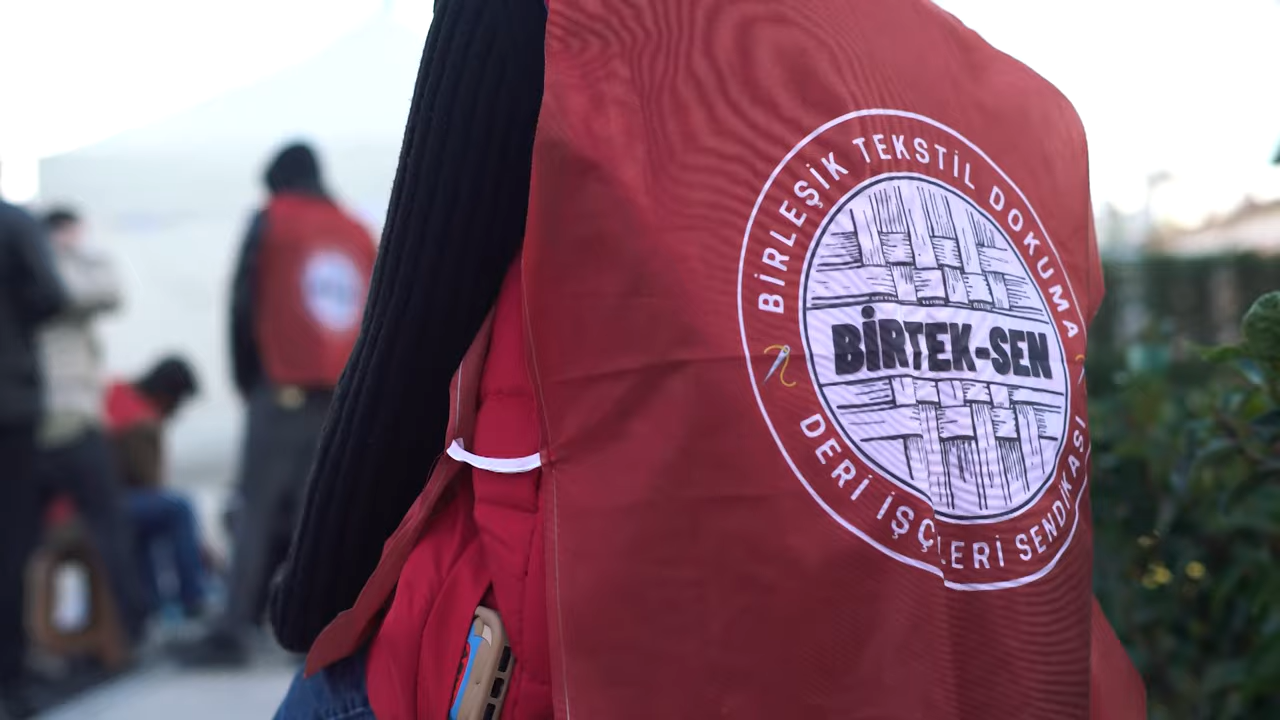 BİRLEŞİK TEKSTİL DOKUMA
BİRTEK-SEN
DERİ İŞÇİLERİ SENDİKASI